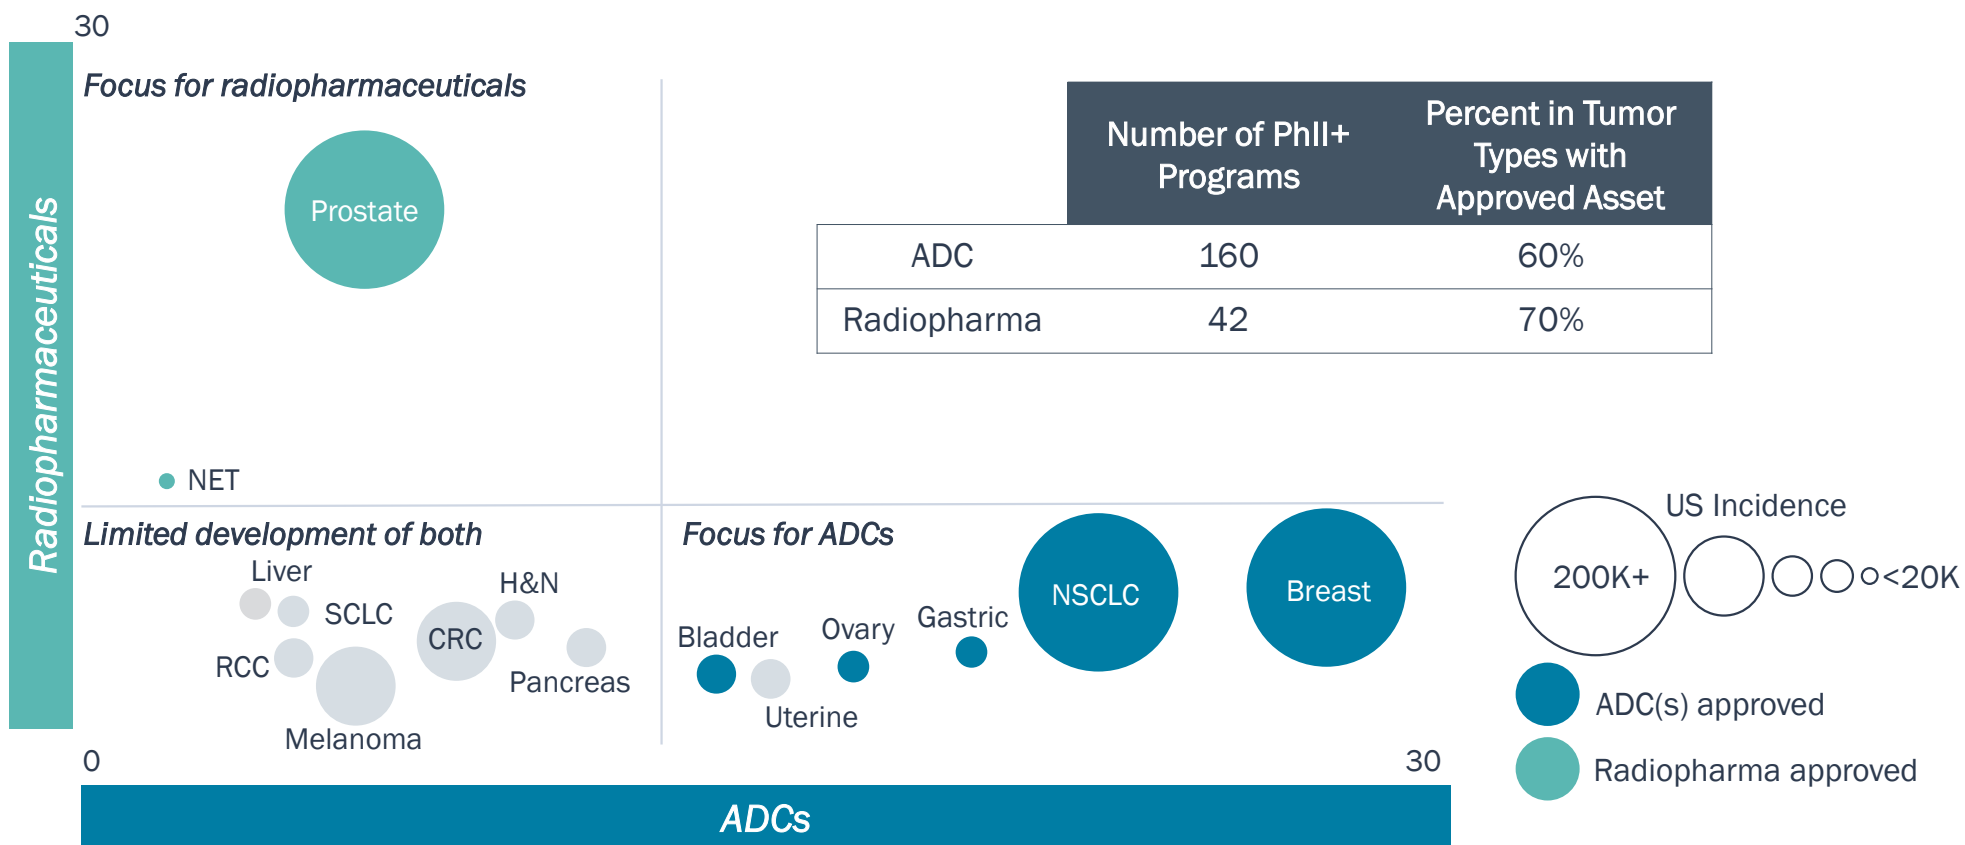 30
Radiopharmaceuticals
Focus for radiopharmaceuticals
Prostate
NET
Number of PhII+
Programs
Percent in Tumor
Types with
Approved Asset
ADC 160 60%
Radiopharma 42 70%
Limited development of both
Liver
SCLC
H&N
CRC
RCC
Pancreas
Melanoma
Focus for ADCs
Bladder
Ovary
Gastric
NSCLC
Breast
Uterine
0
30
ADCs
US Incidence
200K+
<20K
ADC(s) approved
Radiopharma approved